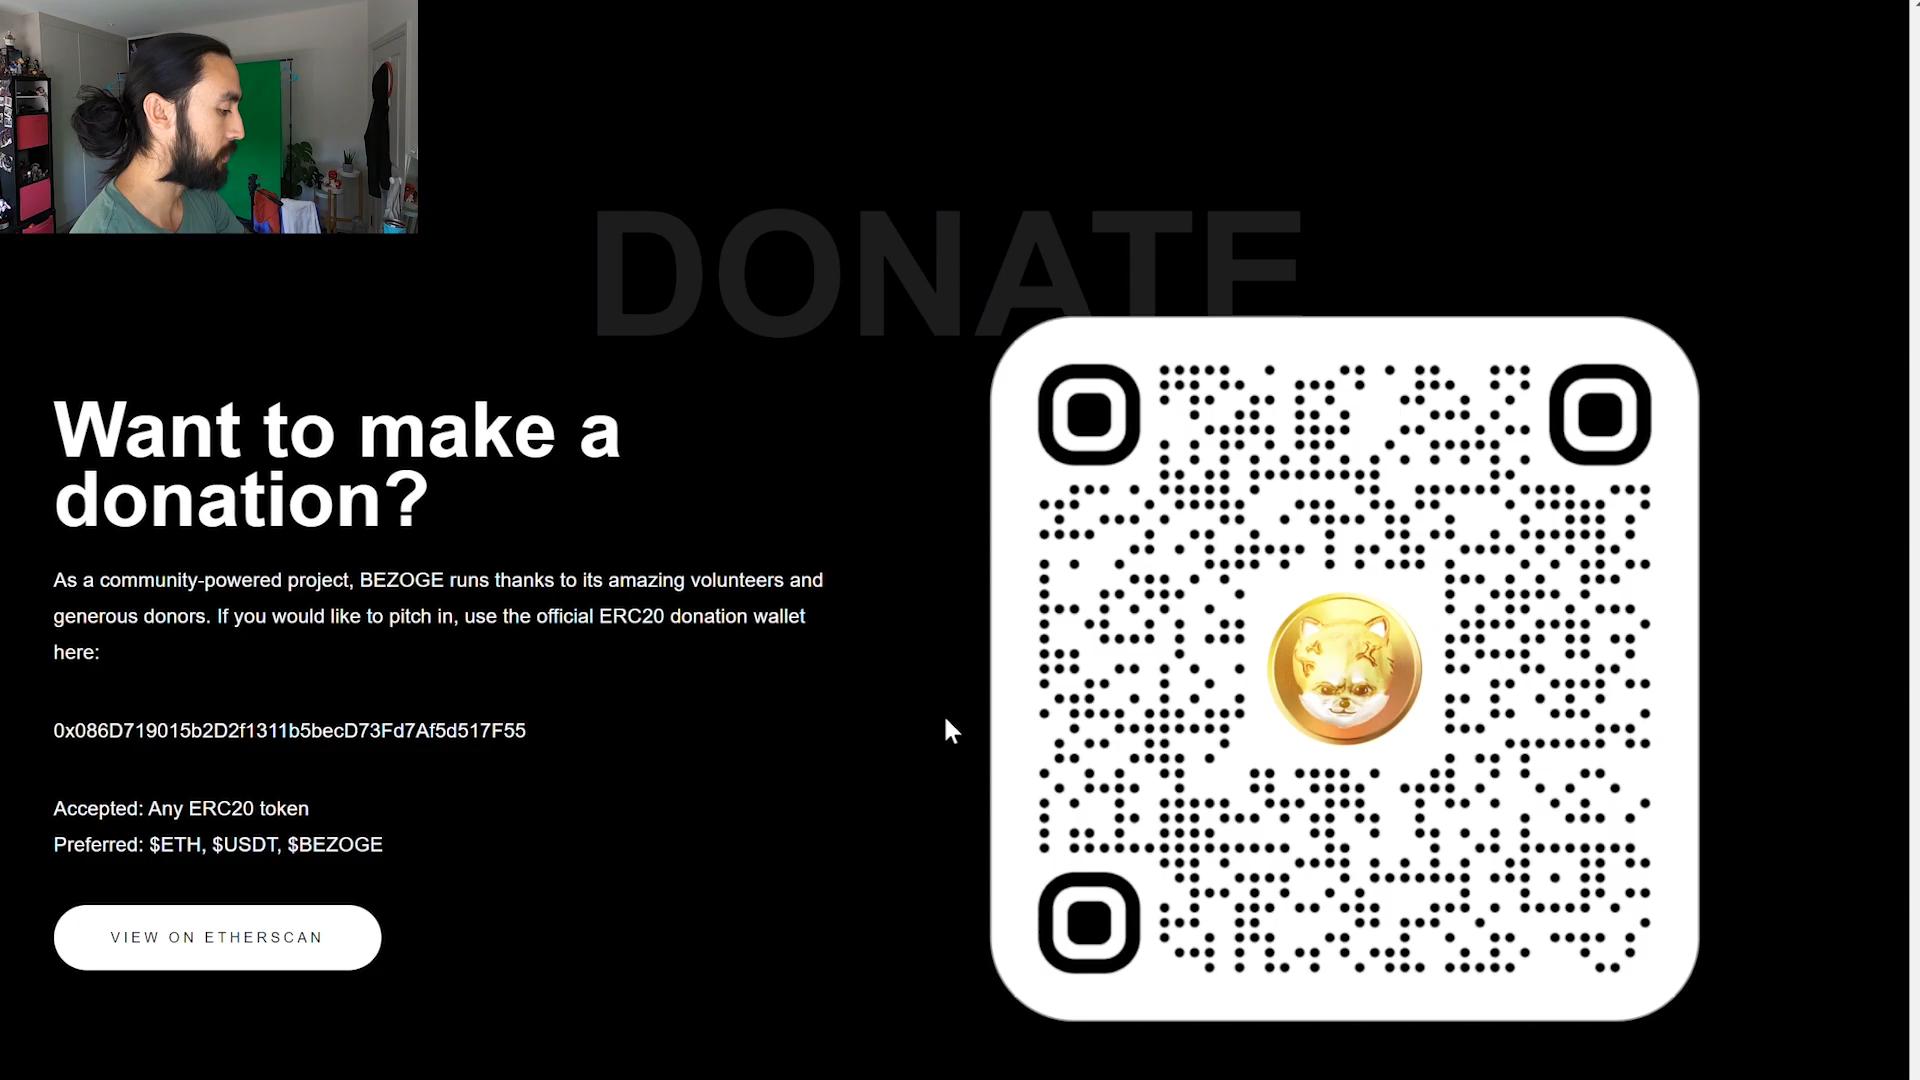 DONATE
Want to make a
donation?
As a community-powered project, BEZOGE runs thanks to its amazing volunteers and
generous donors. If you would like to pitch in, use the official ERC20 donation wallet
here:
0x086D719015b2D2f1311b5becD73Fd7Af5d517F55
Accepted: Any ERC20 token
Preferred: $ETH, $USDT, $BEZOGE
VIEW ON ETHERSCAN